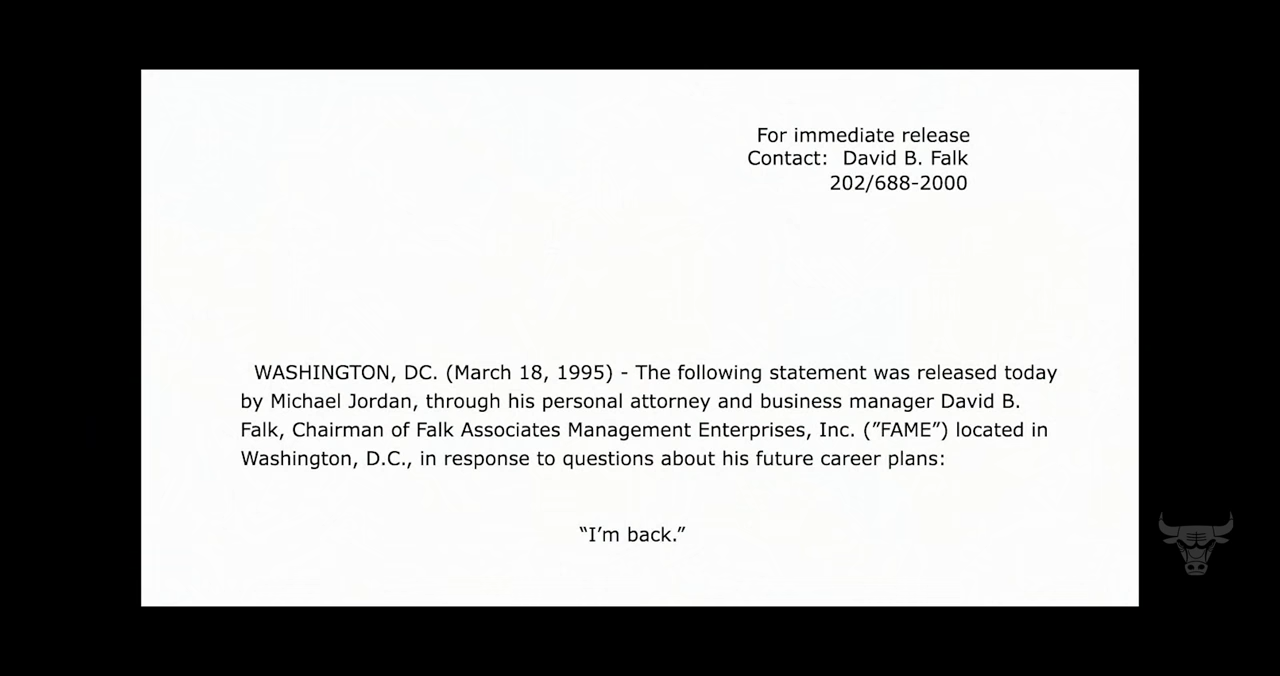 For immediate release
Contact:  David B. Falk
202/688-2000
WASHINGTON, DC. (March 18, 1995) - The following statement was released today
by Michael Jordan, through his personal attorney and business manager David B.
Falk, Chairman of Falk Associates Management Enterprises, Inc. (”FAME”) located in
Washington, D.C., in response to questions about his future career plans:
“I’m back.”